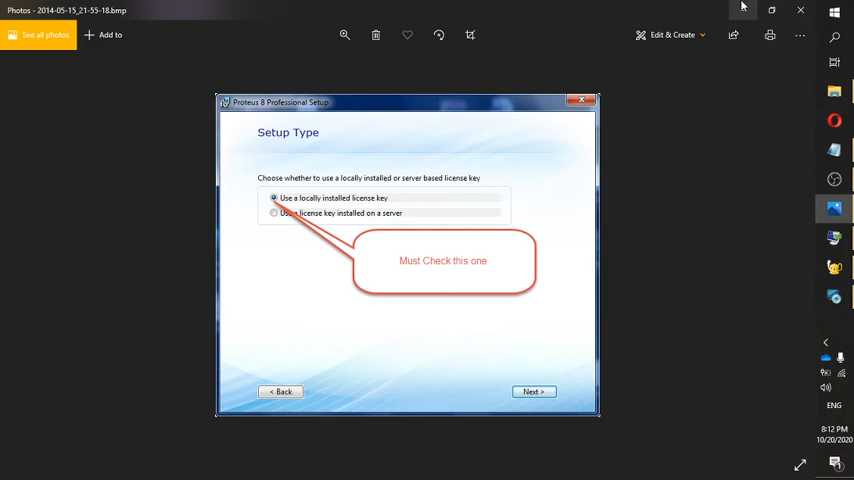 Photos - 2014-05-15_21-55-18.bmp
See all photos
Add to
Edit & Create
Proteus 8 Professional Setup
Setup Type
Choose whether to use a locally installed or server based license key
Use a locally installed license key
Use a license key installed on a server
Must Check this one
< Back
Next >
ENG
8:12 PM
10/20/2020
1